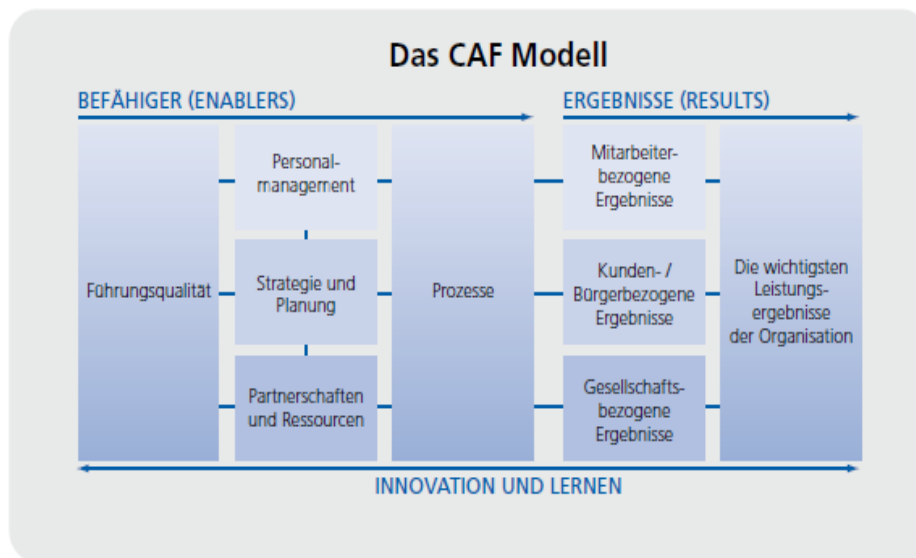 Das CAF Modell
BEFÄHIGER (ENABLERS)
ERGEBNISSE (RESULTS)
Führungsqualität
Personal-
management
Strategie und
Planung
Partnerschaften
und Ressourcen
Prozesse
Mitarbeiter-
bezogene
Ergebnisse
Kunden- /
Bürgerbezogene
Ergebnisse
Gesellschafts-
bezogene
Ergebnisse
Die wichtigsten
Leistungs-
ergebnisse
der Organisation
INNOVATION UND LERNEN